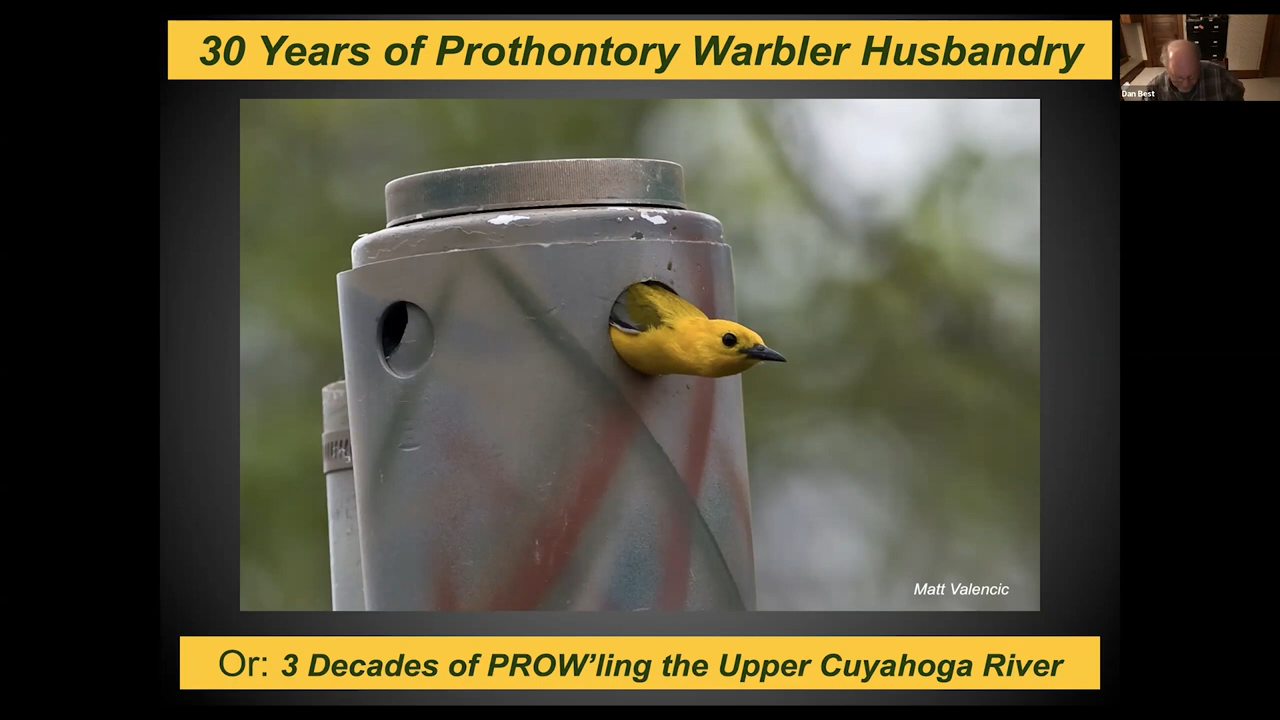 30 Years of Prothontory Warbler Husbandry
Dan Best
Matt Valencic
Or: 3 Decades of PROW’ling the Upper Cuyahoga River